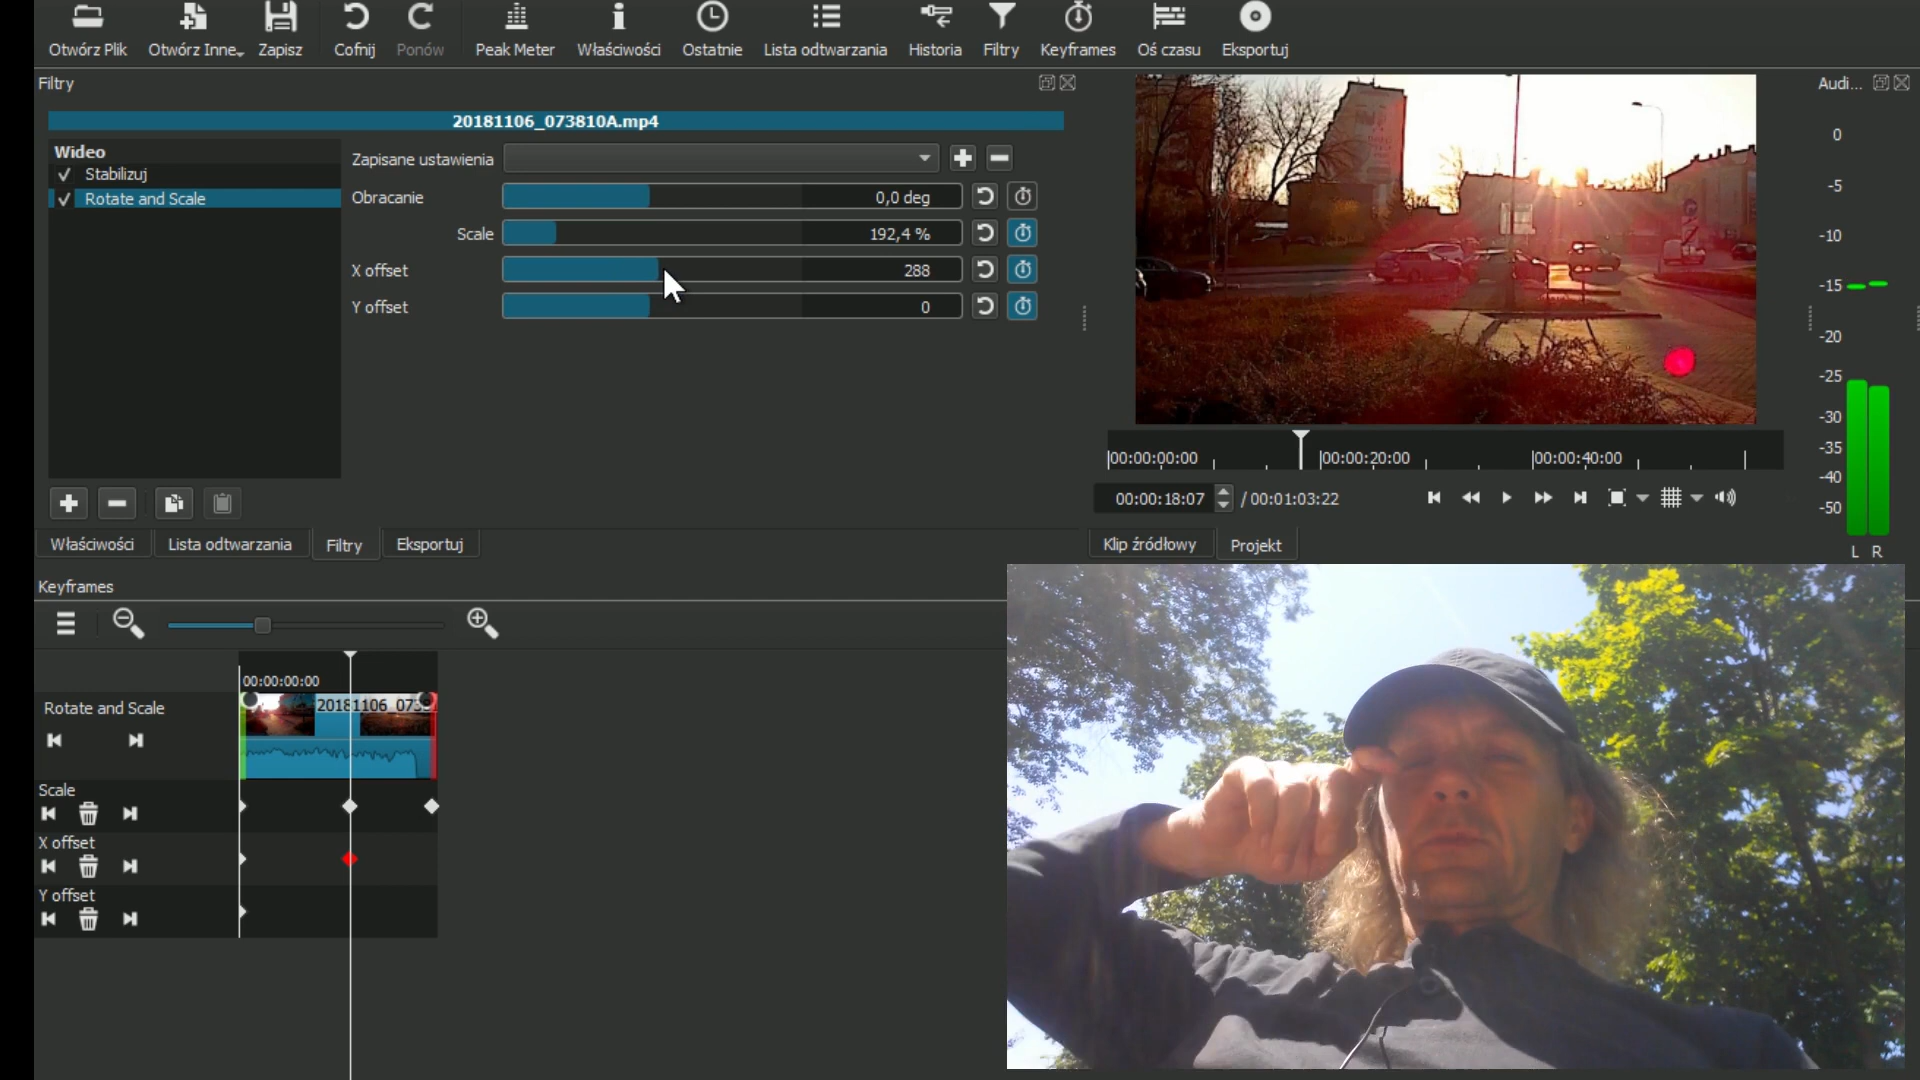 Otwórz Plik Otwórz Inne Zapisz Cofnij Ponów Peak Meter Właściwości Ostatnie Lista odtwarzania Historia Filtry Keyframes Oś czasu Eksportuj
Filtry
20181106_073810A.mp4
Wideo
Stabilizuj
Rotate and Scale
Zapisane ustawienia
Obracanie 0,0 deg
Scale 192,4 %
X offset 288
Y offset 0
Właściwości Lista odtwarzania Filtry Eksportuj
00:00:00:00 00:00:20:00 00:00:40:00
00:00:18:07 / 00:01:03:22
Klip źródłowy Projekt
Audi...
0
-5
-10
-15
-20
-25
-30
-35
-40
-50
L R
Keyframes
00:00:00:00
Rotate and Scale
20181106_073
Scale
X offset
Y offset